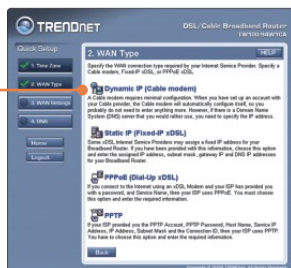 TRENDNET
DSL/Cable Broadband Router
TW100-S4W1CA
Quick Setup
1. Time Zone
2. WAN Type
3. WAN Settings
4. DNS
Home
Logout
2. WAN Type
HELP
Specify the WAN connection type required by your Internet Service Provider. Specify a
Cable modem, Fixed-IP xDSL, or PPPoE xDSL.
Dynamic IP (Cable modem)
A Cable modem requires minimal configuration. When you have set up an account with
your Cable provider, the Cable modem will automatically configure itself, so you
probably do not need to enter anything more. However, if there is a Domain Name
System (DNS) server that you would rather use, you need to specify the IP address.
Static IP (Fixed-IP xDSL)
Some xDSL Internet Service Providers may assign a fixed IP address for your
Broadband Router. If you have been provided with this information, choose this option
and enter the assigned IP address, subnet mask, gateway IP and DNS IP addresses
for your Broadband Router.
PPPoE (Dial-Up xDSL)
If you connect to the Internet using an xDSL Modem and your ISP has provided you
with a password, and Service Name, then your ISP uses PPPoE. You must choose
this option and enter the required information.
PPTP
If your ISP provided you the PPTP Account, PPTP Password, Host Name, Service IP
Address, IP Address, Subnet Mask and the Connection ID, then your ISP uses PPTP.
You have to choose this option and enter the required information.
Back